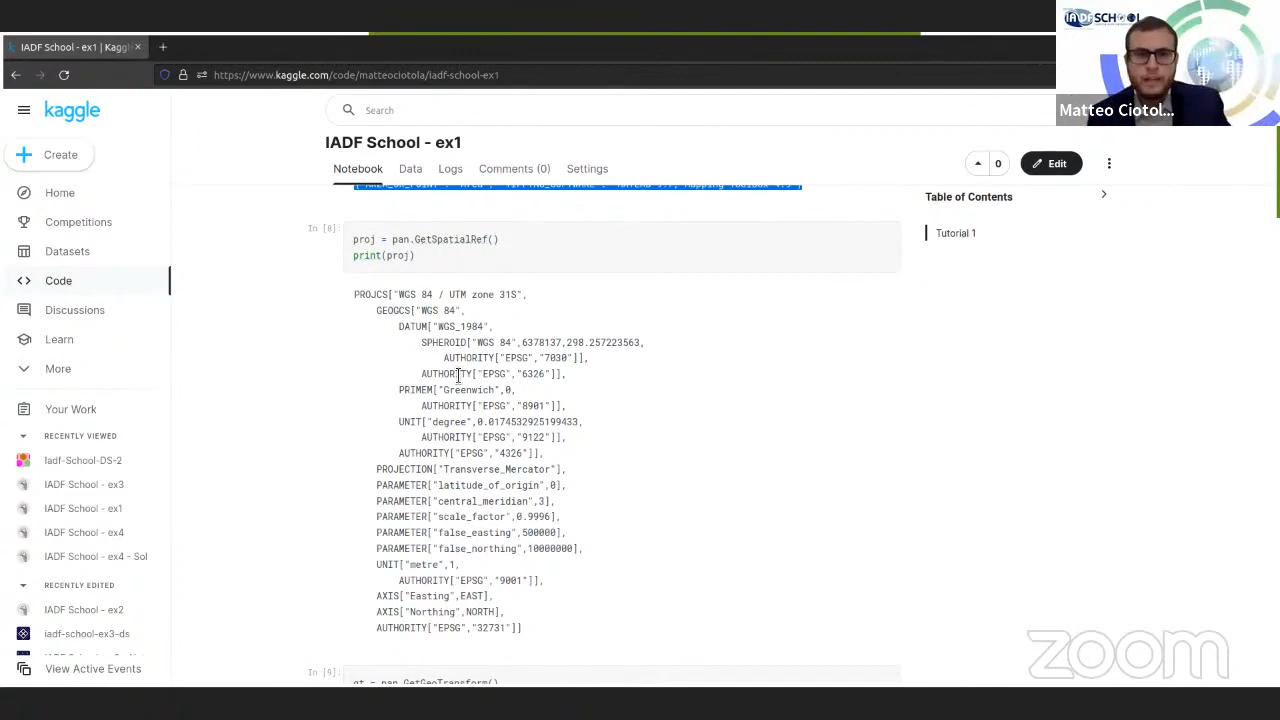 IADF School - ex1 | Kaggl
https://www.kaggle.com/code/matteociotola/iadf-school-ex1
IADFSCHOOL
Matteo Ciotol...
kaggle
Search
Create
IADF School - ex1
0
Edit
Notebook
Data
Logs
Comments (0)
Settings
Home
Competitions
Datasets
Code
Discussions
Learn
More
Your Work
RECENTLY VIEWED
Iadf-School-DS-2
IADF School - ex3
IADF School - ex1
IADF School - ex4
IADF School - ex4 - Sol
RECENTLY EDITED
IADF School - ex2
iadf-school-ex3-ds
View Active Events
Table of Contents
Tutorial 1
In [8]:
proj = pan.GetSpatialRef()
print(proj)
PROJCS["WGS 84 / UTM zone 31S",
GEOGCS["WGS 84",
DATUM["WGS_1984",
SPHEROID["WGS 84",6378137,298.257223563,
AUTHORITY["EPSG","7030"]],
AUTHORITY["EPSG","6326"]],
PRIMEM["Greenwich",0,
AUTHORITY["EPSG","8901"]],
UNIT["degree",0.0174532925199433,
AUTHORITY["EPSG","9122"]],
AUTHORITY["EPSG","4326"]],
PROJECTION["Transverse_Mercator"],
PARAMETER["latitude_of_origin",0],
PARAMETER["central_meridian",3],
PARAMETER["scale_factor",0.9996],
PARAMETER["false_easting",500000],
PARAMETER["false_northing",10000000],
UNIT["metre",1,
AUTHORITY["EPSG","9001"]],
AXIS["Easting",EAST],
AXIS["Northing",NORTH],
AUTHORITY["EPSG","32731"]]
In [9]:
gt = pan.GetGeoTransform()
zoom